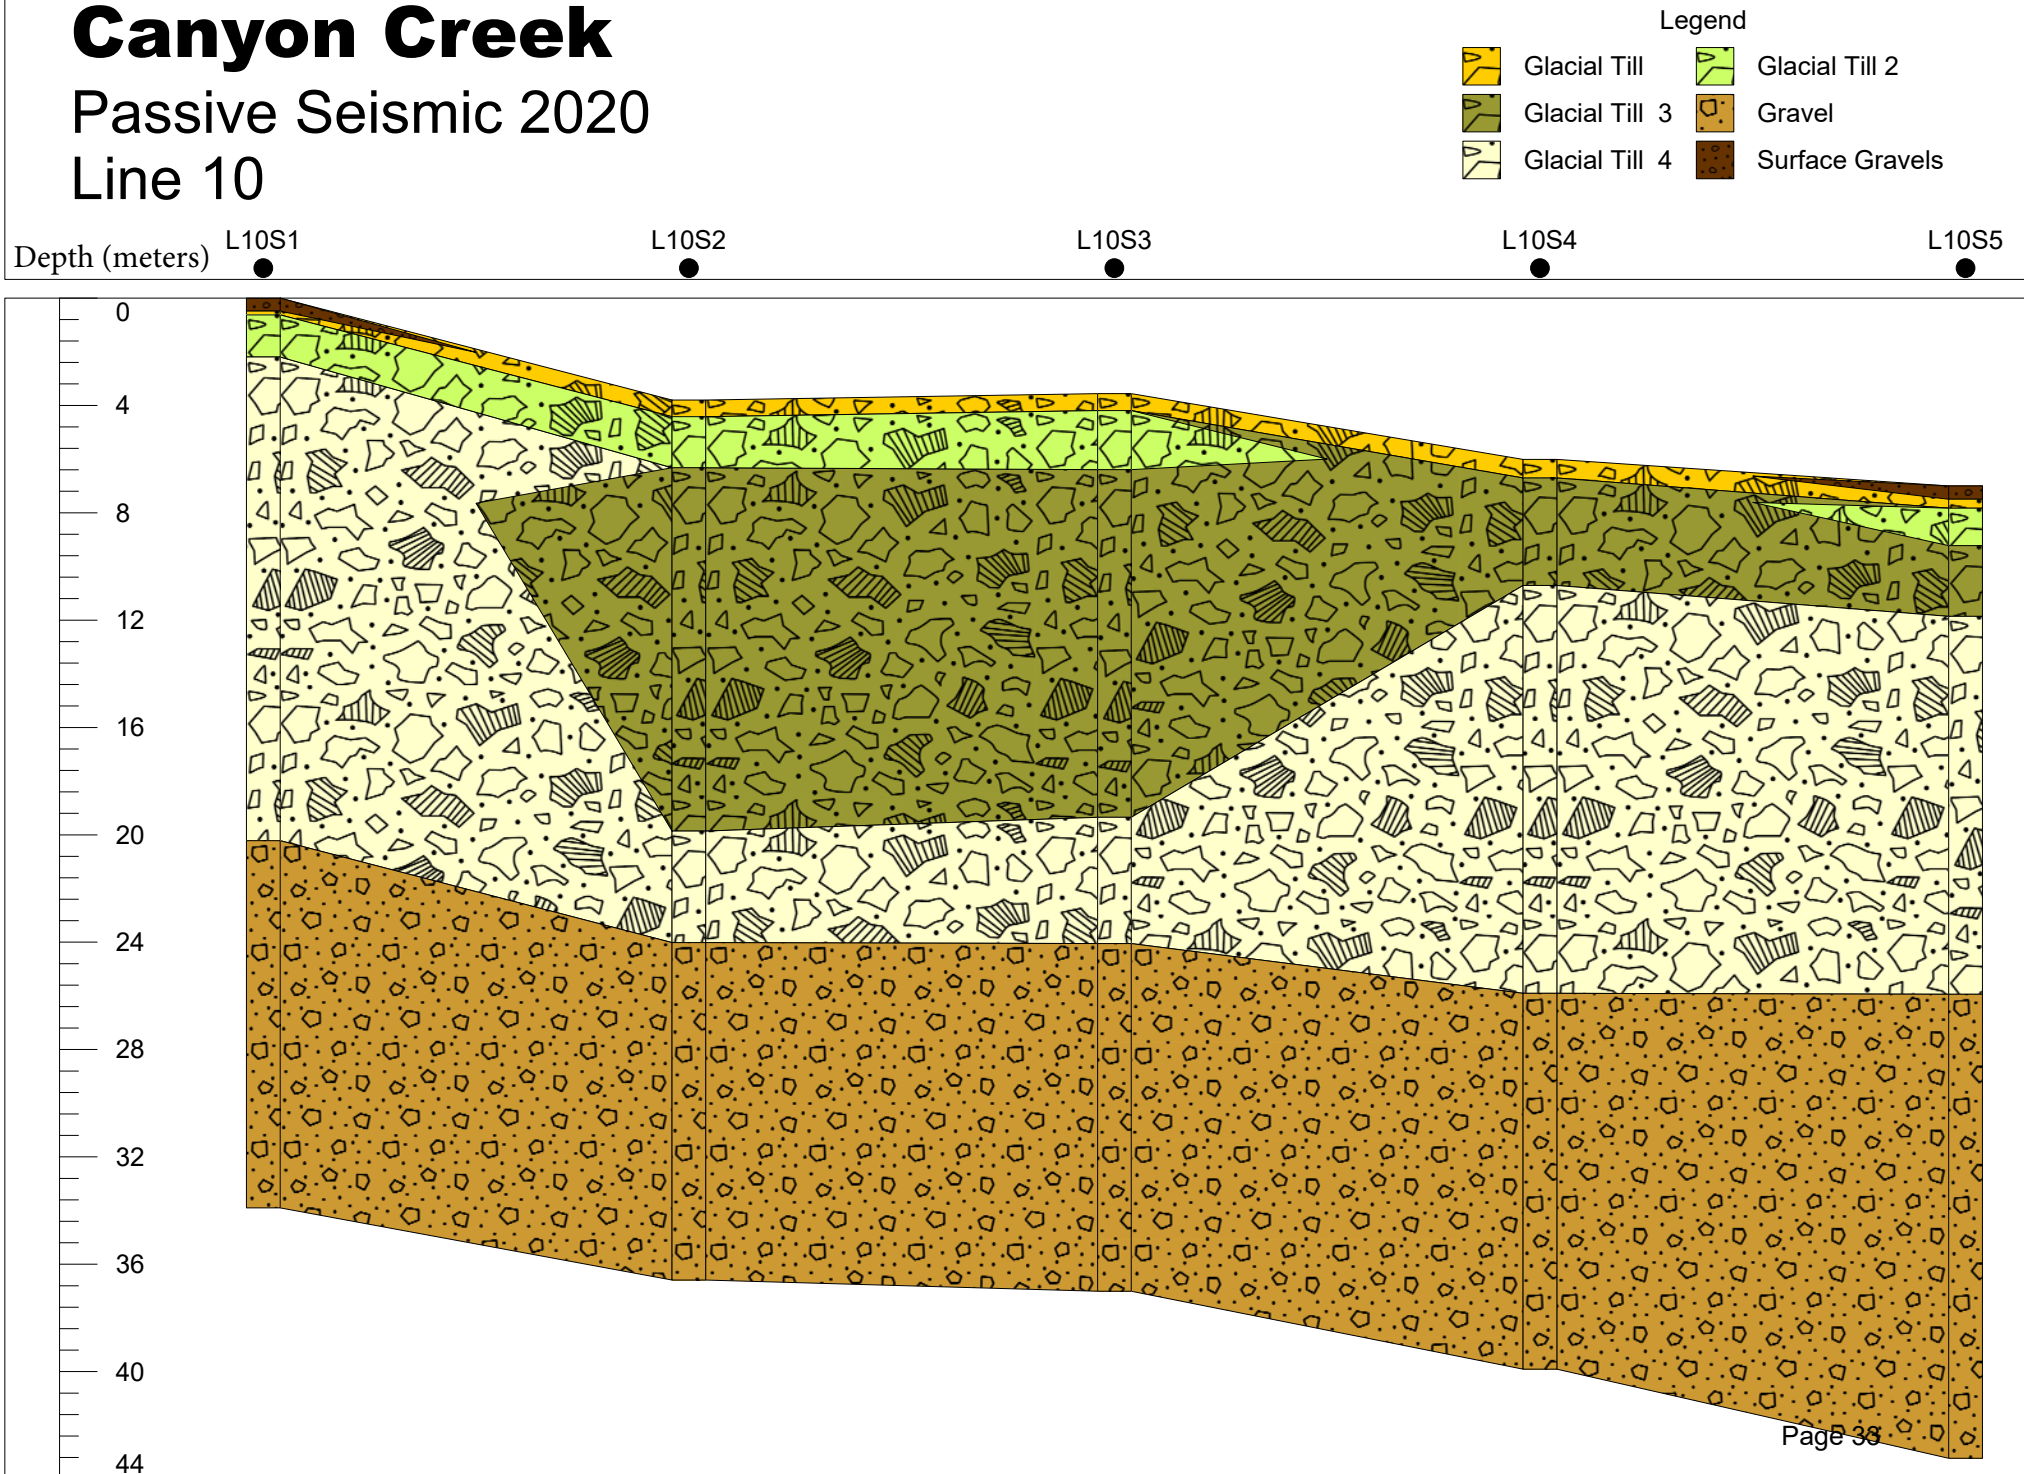 Canyon Creek
Passive Seismic 2020
Line 10
Legend
Glacial Till
Glacial Till 2
Glacial Till 3
Gravel
Glacial Till 4
Surface Gravels
Depth (meters)
L10S1
L10S2
L10S3
L10S4
L10S5
0
4
8
12
16
20
24
28
32
36
40
44
Page 33